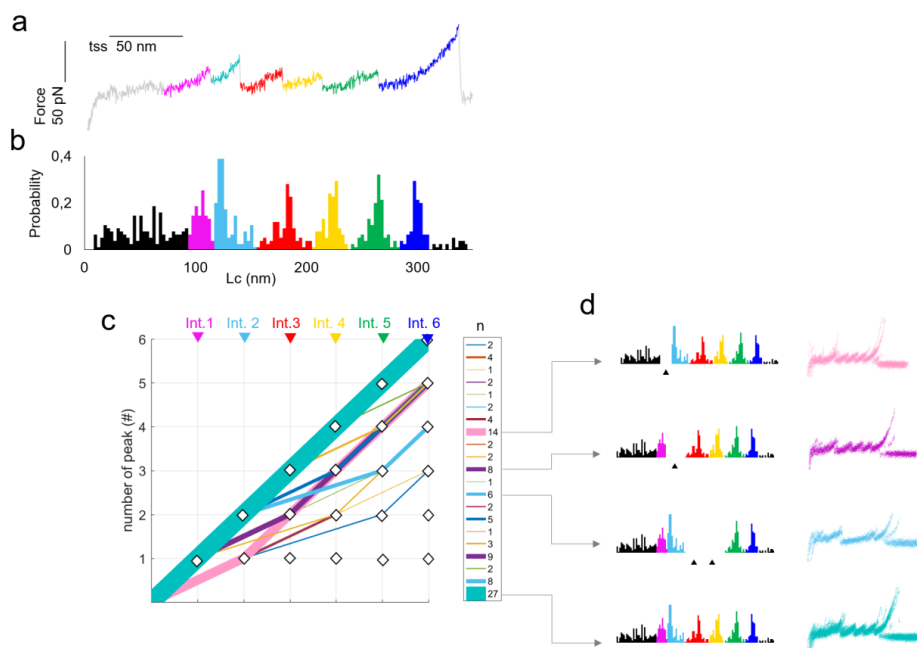 a
tss 50 nm
Force
50 pN
b
0,4
0,2
0
Probability
0 100 200 300
Lc (nm)
c
Int.1 Int. 2 Int.3 Int. 4 Int. 5 Int. 6
6
5
4
3
2
1
number of peak (#)
n
2
4
1
2
1
2
4
14
2
2
8
1
6
2
5
1
3
9
2
8
27
d